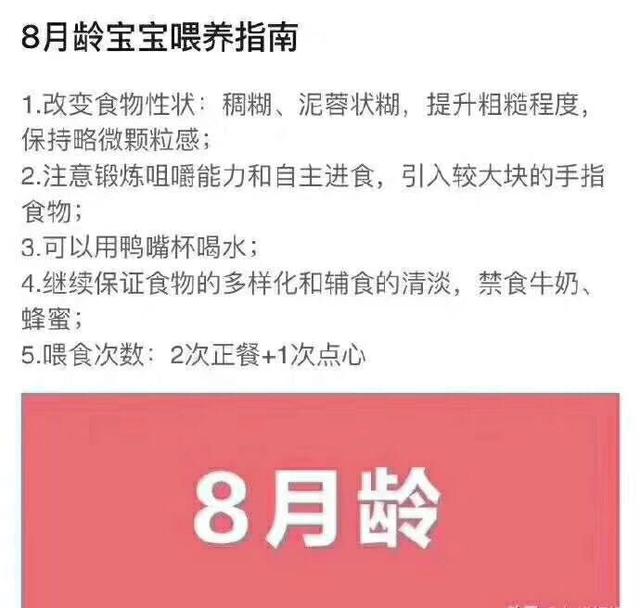 8月龄宝宝喂养指南
1.改变食物性状：稠糊、泥蓉状糊，提升粗糙程度，
保持略微颗粒感；
2.注意锻炼咀嚼能力和自主进食，引入较大块的手指
食物；
3.可以用鸭嘴杯喝水；
4.继续保证食物的多样化和辅食的清淡，禁食牛奶、
蜂蜜；
5.喂食次数：2次正餐+1次点心
8月龄